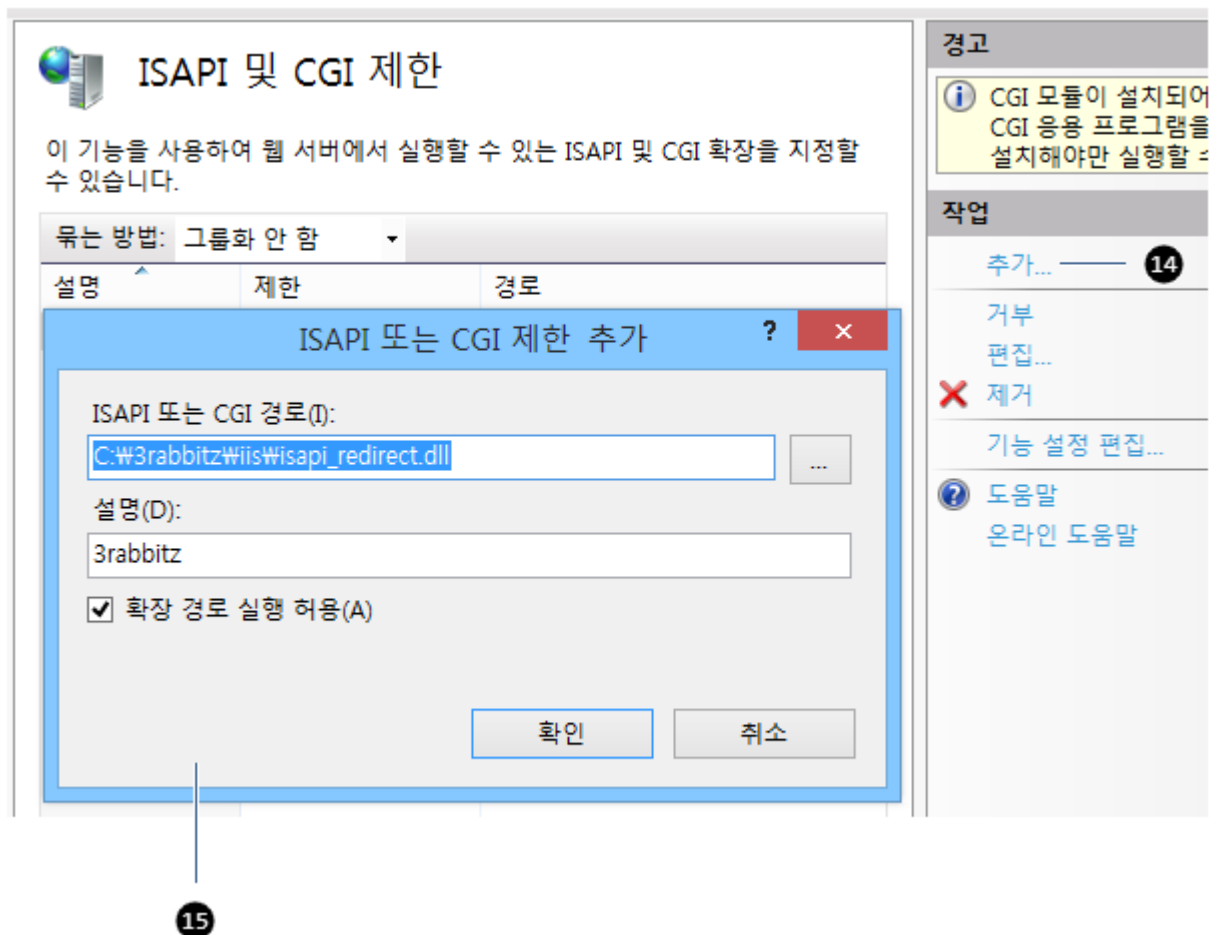 ISAPI 및 CGI 제한
이 기능을 사용하여 웹 서버에서 실행할 수 있는 ISAPI 및 CGI 확장을 지정할
수 있습니다.
묶는 방법: 그룹화 안 함
설명 제한 경로
ISAPI 또는 CGI 제한 추가 ?
ISAPI 또는 CGI 경로(I):
C:₩3rabbitz₩iis₩isapi_redirect.dll
...
설명(D):
3rabbitz
확장 경로 실행 허용(A)
확인 취소
15
경고
CGI 모듈이 설치되어
CGI 응용 프로그램을
설치해야만 실행할
작업
추가... 14
거부
편집...
제거
기능 설정 편집...
도움말
온라인 도움말